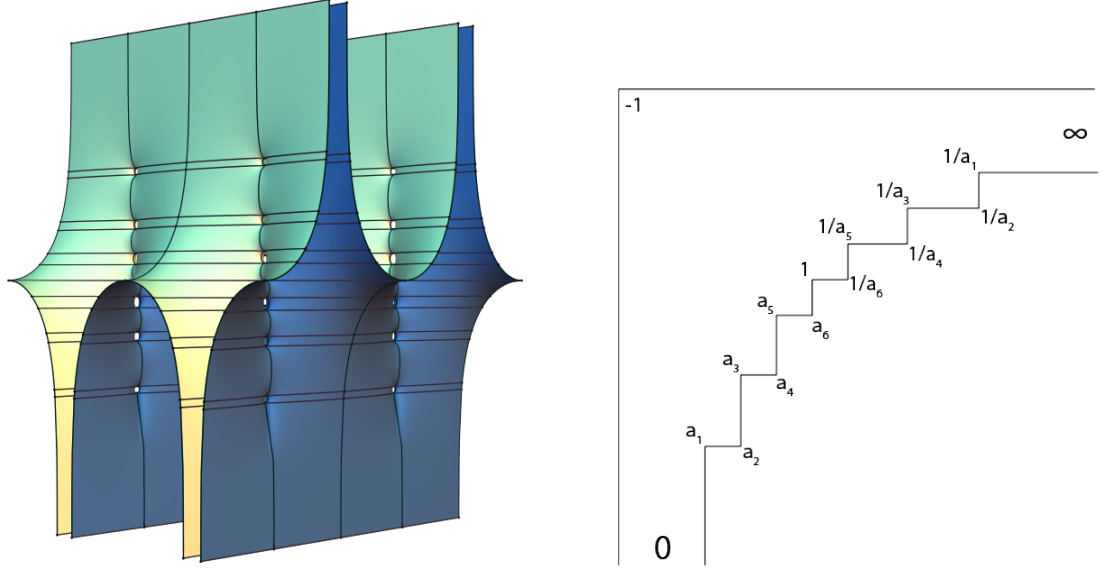 -1
∞
1/a₁
1/a₃
1/a₂
1/a₅
1/a₄
1
1/a₆
a₅
a₆
a₃
a₄
a₁
a₂
0